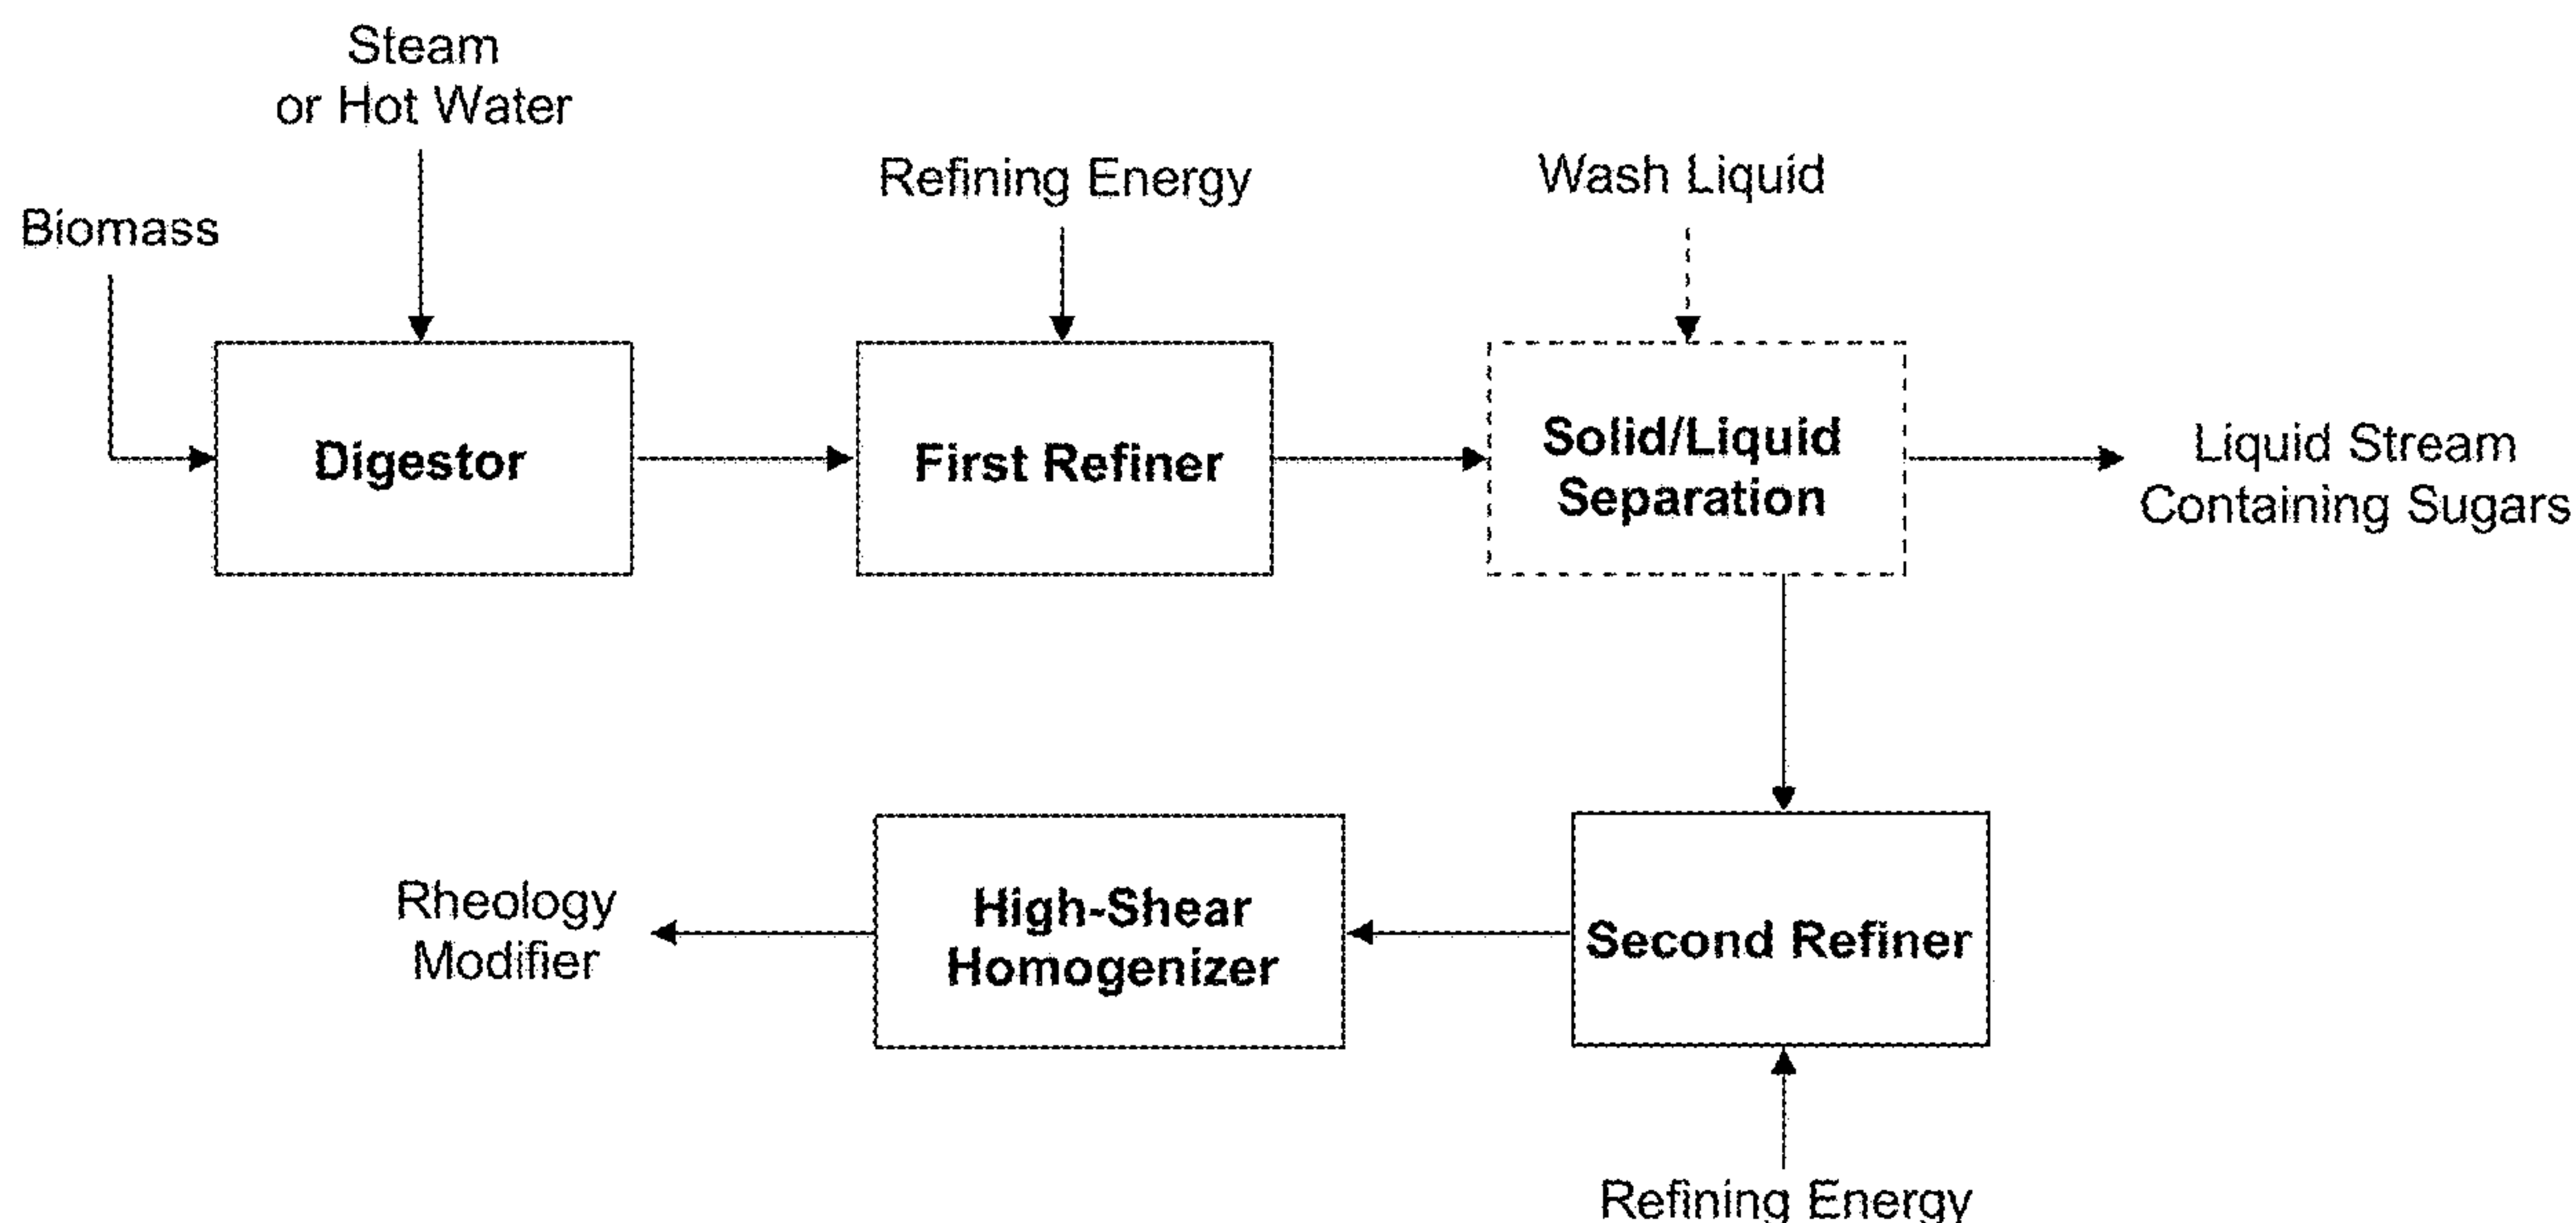 Steam
or Hot Water
Biomass
Refining Energy
Wash Liquid
Digestor
First Refiner
Solid/Liquid
Separation
Liquid Stream
Containing Sugars
Rheology
Modifier
High-Shear
Homogenizer
Second Refiner
Refining Energy